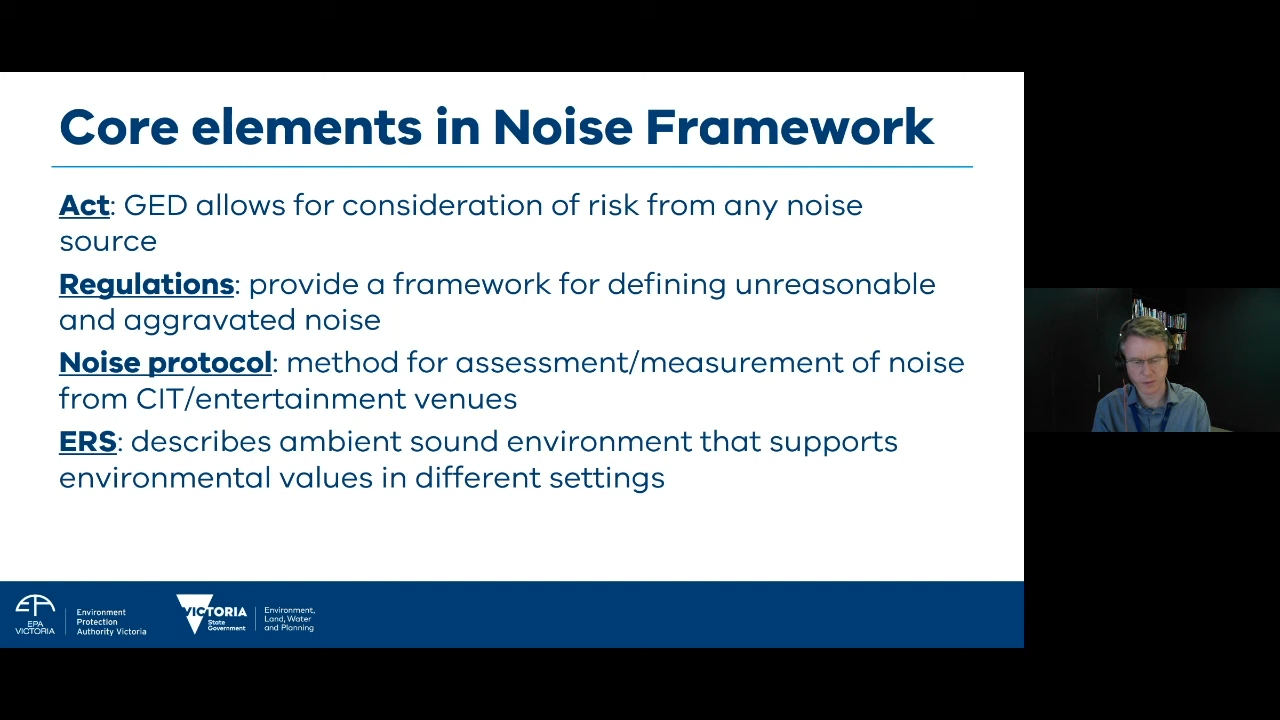 Core elements in Noise Framework
Act: GED allows for consideration of risk from any noise
source
Regulations: provide a framework for defining unreasonable
and aggravated noise
Noise protocol: method for assessment/measurement of noise
from CIT/entertainment venues
ERS: describes ambient sound environment that supports
environmental values in different settings
EPA
VICTORIA
Environment
Protection
Authority Victoria
VICTORIA
State
Government
Environment,
Land, Water
and Planning